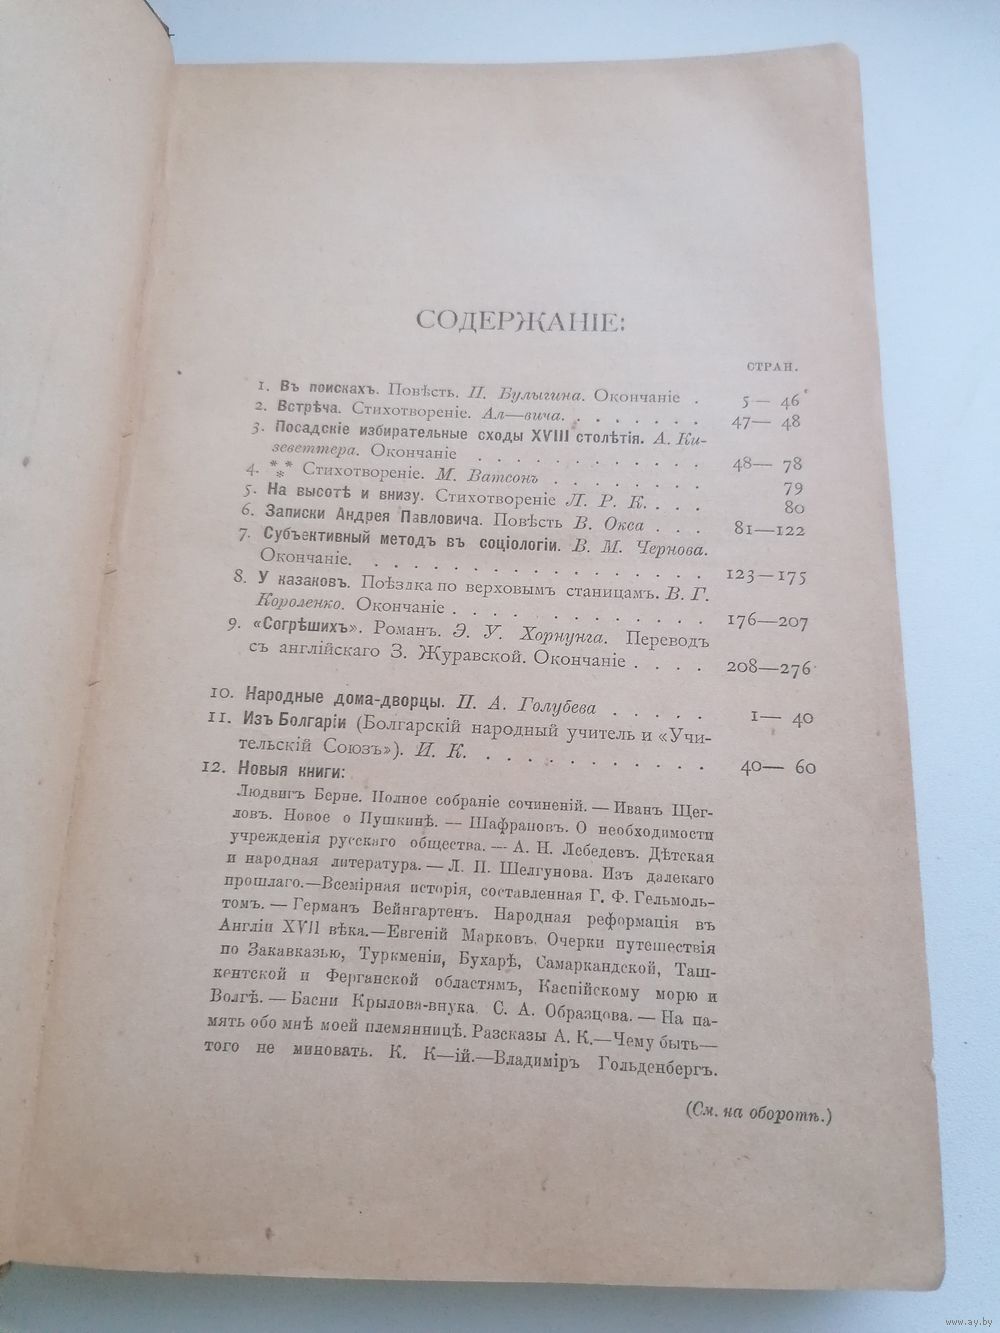 СОДЕРЖАНІЕ:
СТРАН.
1. Въ поискахъ. Повѣсть. П. Булыгина. Окончаніе . 5— 46
2. Встрѣча. Стихотвореніе. Ал—вича. . . . . . . 47— 48
3. Посадскіе избирательные сходы XVIII столѣтія. А. Ки-
зеветтера. Окончаніе . . . . . . . . . . . 48— 78
4. *** Стихотвореніе. М. Ватсонъ . . . . . . . . 79
5. На высотѣ и внизу. Стихотвореніе Л. Р. К. . . . 80
6. Записки Андрея Павловича. Повѣсть В. Окса . . . 81—122
7. Субъективный методъ въ соціологіи. В. М. Чернова.
Окончаніе. . . . . . . . . . . . . . . . . 123—175
8. У казаковъ. Поѣздка по верховымъ станицамъ. В. Г.
Короленко. Окончаніе . . . . . . . . . . . . 176—207
9. «Согрѣшихъ». Романъ. Э. У. Хорнунга. Переводъ
съ англійскаго З. Журавской. Окончаніе . . . . 208—276
10. Народные дома-дворцы. П. А. Голубева . . . . . 1— 40
11. Изъ Болгаріи (Болгарскій народный учитель и «Учи-
тельскій Союзъ»). И. К. . . . . . . . . . . . 40— 60
12. Новыя книги:
Людвигъ Берне. Полное собраніе сочиненій. — Иванъ Щег-
ловъ. Новое о Пушкинѣ. — Шафрановъ. О необходимости
учрежденія русскаго общества. — А. Н. Лебедевъ. Дѣтская
и народная литература. — Л. П. Шелгунова. Изъ далекаго
прошлаго.—Всемірная исторія, составленная Г. Ф. Гельмоль-
томъ. — Германъ Вейнгартенъ. Народная реформація въ
Англіи XVII вѣка.—Евгеній Марковъ. Очерки путешествія
по Закавказью, Туркменіи, Бухарѣ, Самаркандской, Таш-
кентской и Ферганской областямъ, Каспійскому морю и
Волгѣ. — Басни Крылова-внука. С. А. Образцова. — На па-
мять обо мнѣ моей племянницѣ. Разсказы А. К.—Чему быть—
того не миновать. К. К—ій.—Владиміръ Гольденбергъ.
(См. на оборотѣ.)
www.ay.by